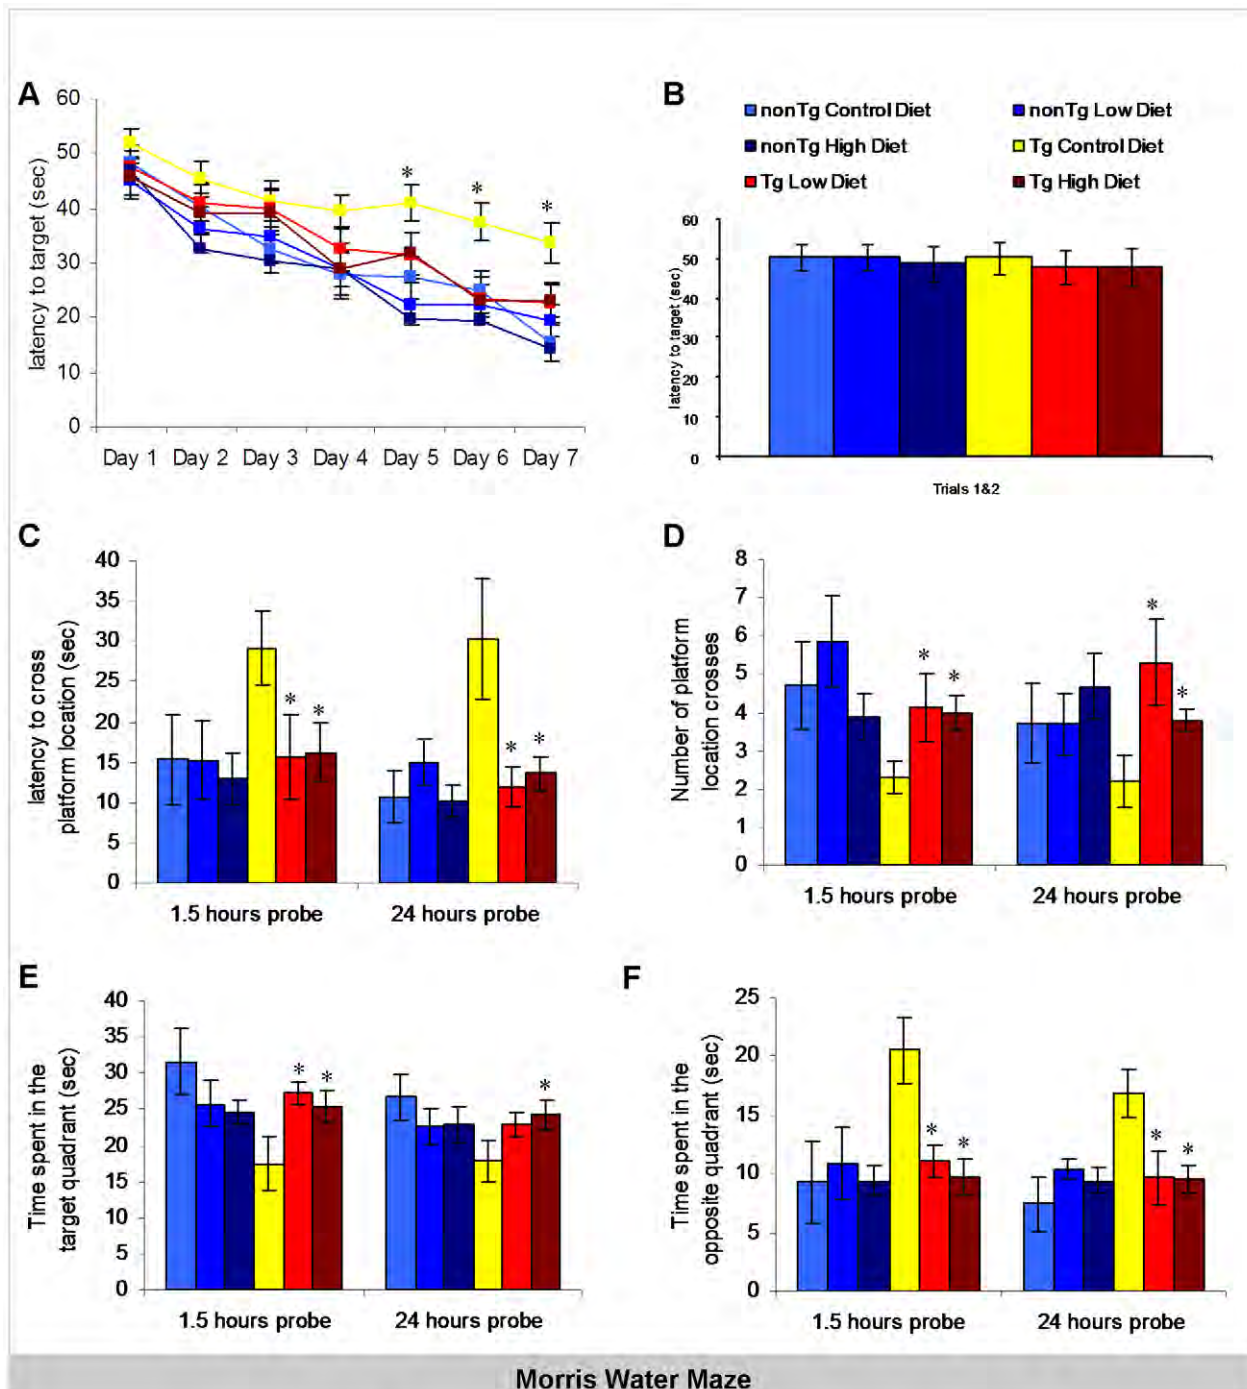 A
60
50
40
30
20
10
0
latency to target (sec)
* * *
Day 1 Day 2 Day 3 Day 4 Day 5 Day 6 Day 7
B
nonTg Control Diet nonTg Low Diet
nonTg High Diet Tg Control Diet
Tg Low Diet Tg High Diet
60
50
40
30
20
10
0
latency to target (sec)
Trials 1&2
C
40
35
30
25
20
15
10
5
0
latency to cross
platform location (sec)
* * * *
1.5 hours probe 24 hours probe
D
8
7
6
5
4
3
2
1
0
Number of platform
location crosses
* * * *
1.5 hours probe 24 hours probe
E
40
35
30
25
20
15
10
5
0
Time spent in the
target quadrant (sec)
* * *
1.5 hours probe 24 hours probe
F
25
20
15
10
5
0
Time spent in the
opposite quadrant (sec)
* * * *
1.5 hours probe 24 hours probe
Morris Water Maze